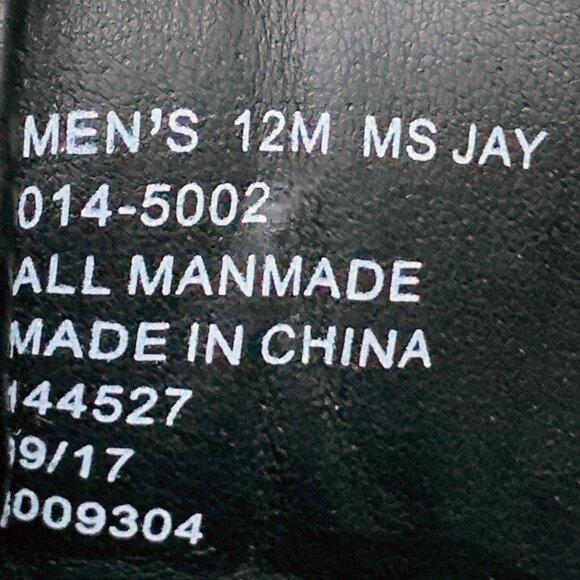 MEN'S 12M MS JAY
014-5002
ALL MANMADE
MADE IN CHINA
144527
9/17
009304